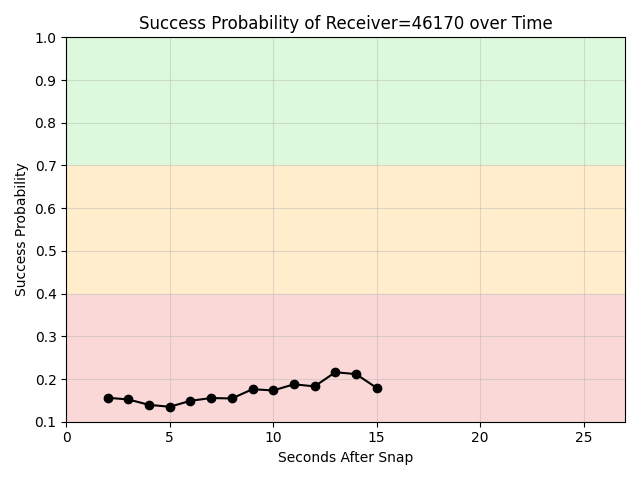 Success Probability of Receiver=46170 over Time
1.0
0.9
0.8
0.7
0.6
0.5
0.4
0.3
0.2
0.1
Success Probability
0 5 10 15 20 25
Seconds After Snap